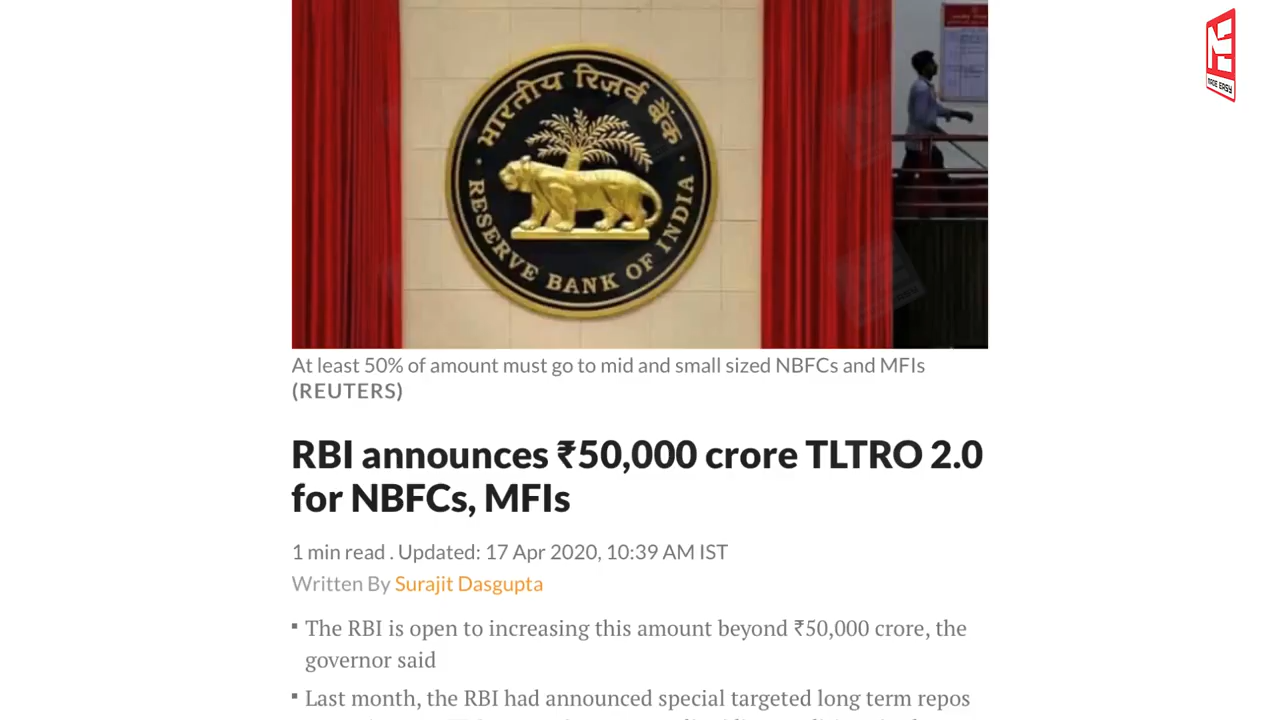 भारतीय रिज़र्व बैंक
RESERVE BANK OF INDIA
MADE EASY
At least 50% of amount must go to mid and small sized NBFCs and MFIs
(REUTERS)
RBI announces ₹50,000 crore TLTRO 2.0
for NBFCs, MFIs
1 min read . Updated: 17 Apr 2020, 10:39 AM IST
Written By Surajit Dasgupta
▪ The RBI is open to increasing this amount beyond ₹50,000 crore, the
governor said
▪ Last month, the RBI had announced special targeted long term repos